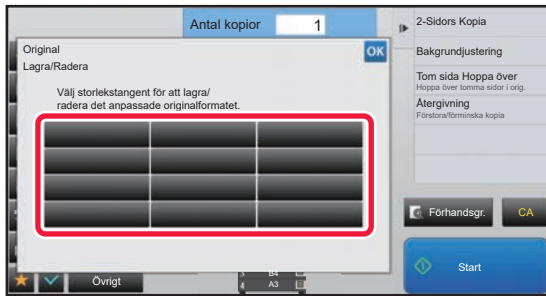 Antal kopior 1
Original
OK
Lagra/Radera
Välj storlekstangent för att lagra/
radera det anpassade originalformatet.
2-Sidors Kopia
Bakgrundjustering
Tom sida Hoppa över
Hoppa över tomma sidor i orig.
Återgivning
Förstora/förminska kopia
Förhandsgr.
CA
Start
Övrigt
3 B4
4 A3